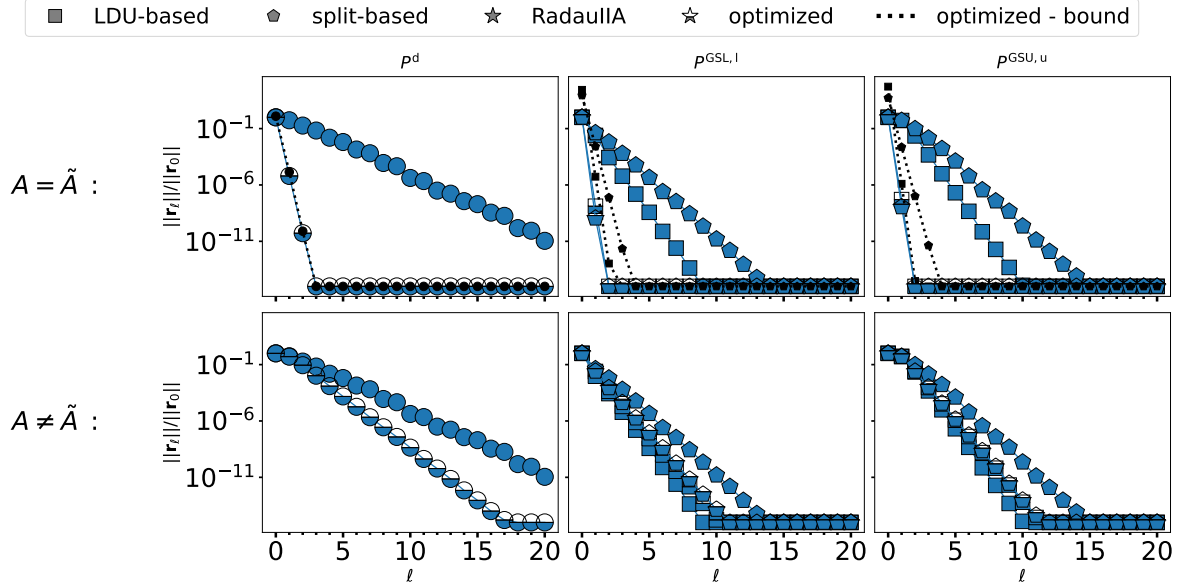 LDU-based split-based RadauIIA optimized optimized - bound
P^d P^{GSL, l} P^{GSU, u}
A = Ã :
||r_ℓ||/||r_0||
10^{-1}
10^{-6}
10^{-11}
A ≠ Ã :
||r_ℓ||/||r_0||
10^{-1}
10^{-6}
10^{-11}
0 5 10 15 20 0 5 10 15 20 0 5 10 15 20
ℓ ℓ ℓ